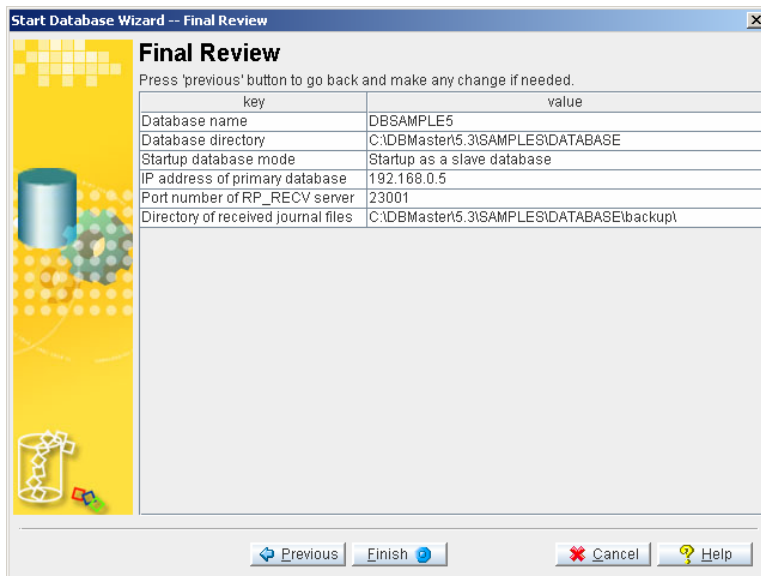 Start Database Wizard -- Final Review
Final Review
Press 'previous' button to go back and make any change if needed.
key value
Database name DBSAMPLE5
Database directory C:\DBMaster\5.3\SAMPLES\DATABASE
Startup database mode Startup as a slave database
IP address of primary database 192.168.0.5
Port number of RP_RECV server 23001
Directory of received journal files C:\DBMaster\5.3\SAMPLES\DATABASE\backup\
Previous Finish Cancel Help